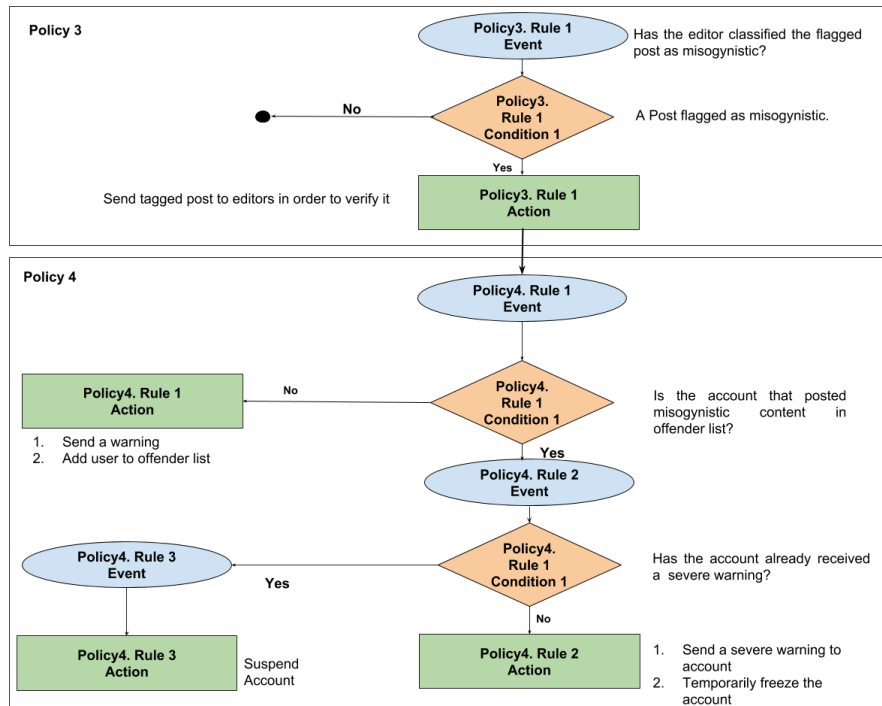 Policy 3
Policy3. Rule 1
Event
Has the editor classified the flagged
post as misogynistic?
Policy3.
Rule 1
Condition 1
No
A Post flagged as misogynistic.
Yes
Send tagged post to editors in order to verify it
Policy3. Rule 1
Action
Policy 4
Policy4. Rule 1
Event
Policy4. Rule 1
Action
No
Policy4.
Rule 1
Condition 1
Is the account that posted
misogynistic content in
offender list?
1. Send a warning
2. Add user to offender list
Yes
Policy4. Rule 2
Event
Policy4. Rule 3
Event
Yes
Policy4.
Rule 1
Condition 1
Has the account already received
a severe warning?
No
Policy4. Rule 3
Action
Suspend
Account
Policy4. Rule 2
Action
1. Send a severe warning to
account
2. Temporarily freeze the
account